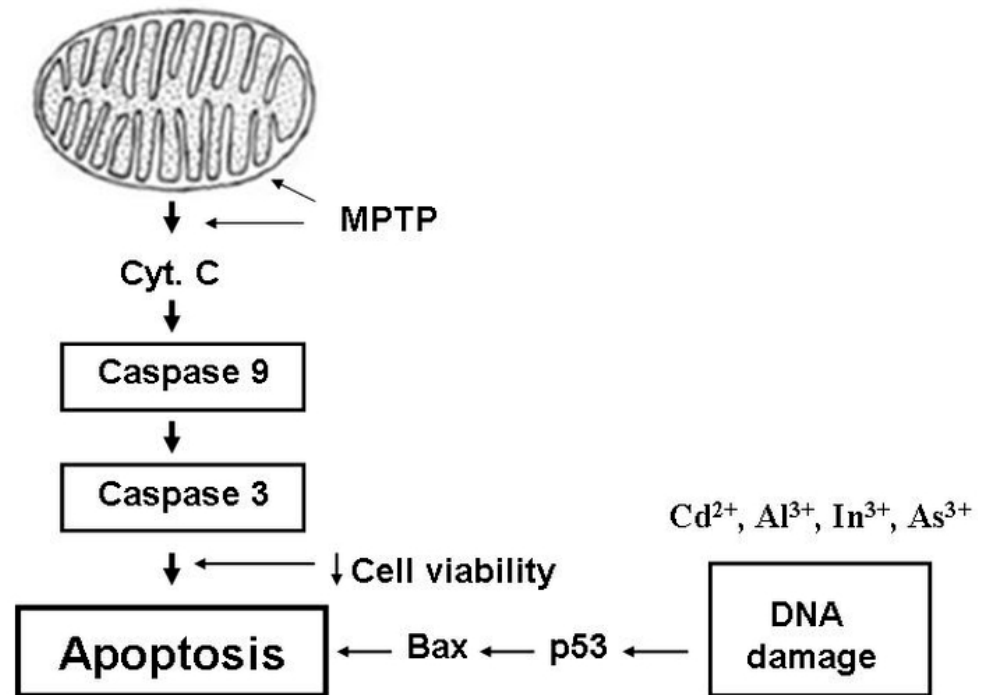 MPTP
Cyt. C
Caspase 9
Caspase 3
Cd²⁺, Al³⁺, In³⁺, As³⁺
↓ Cell viability
DNA
damage
Apoptosis ← Bax ← p53 ←